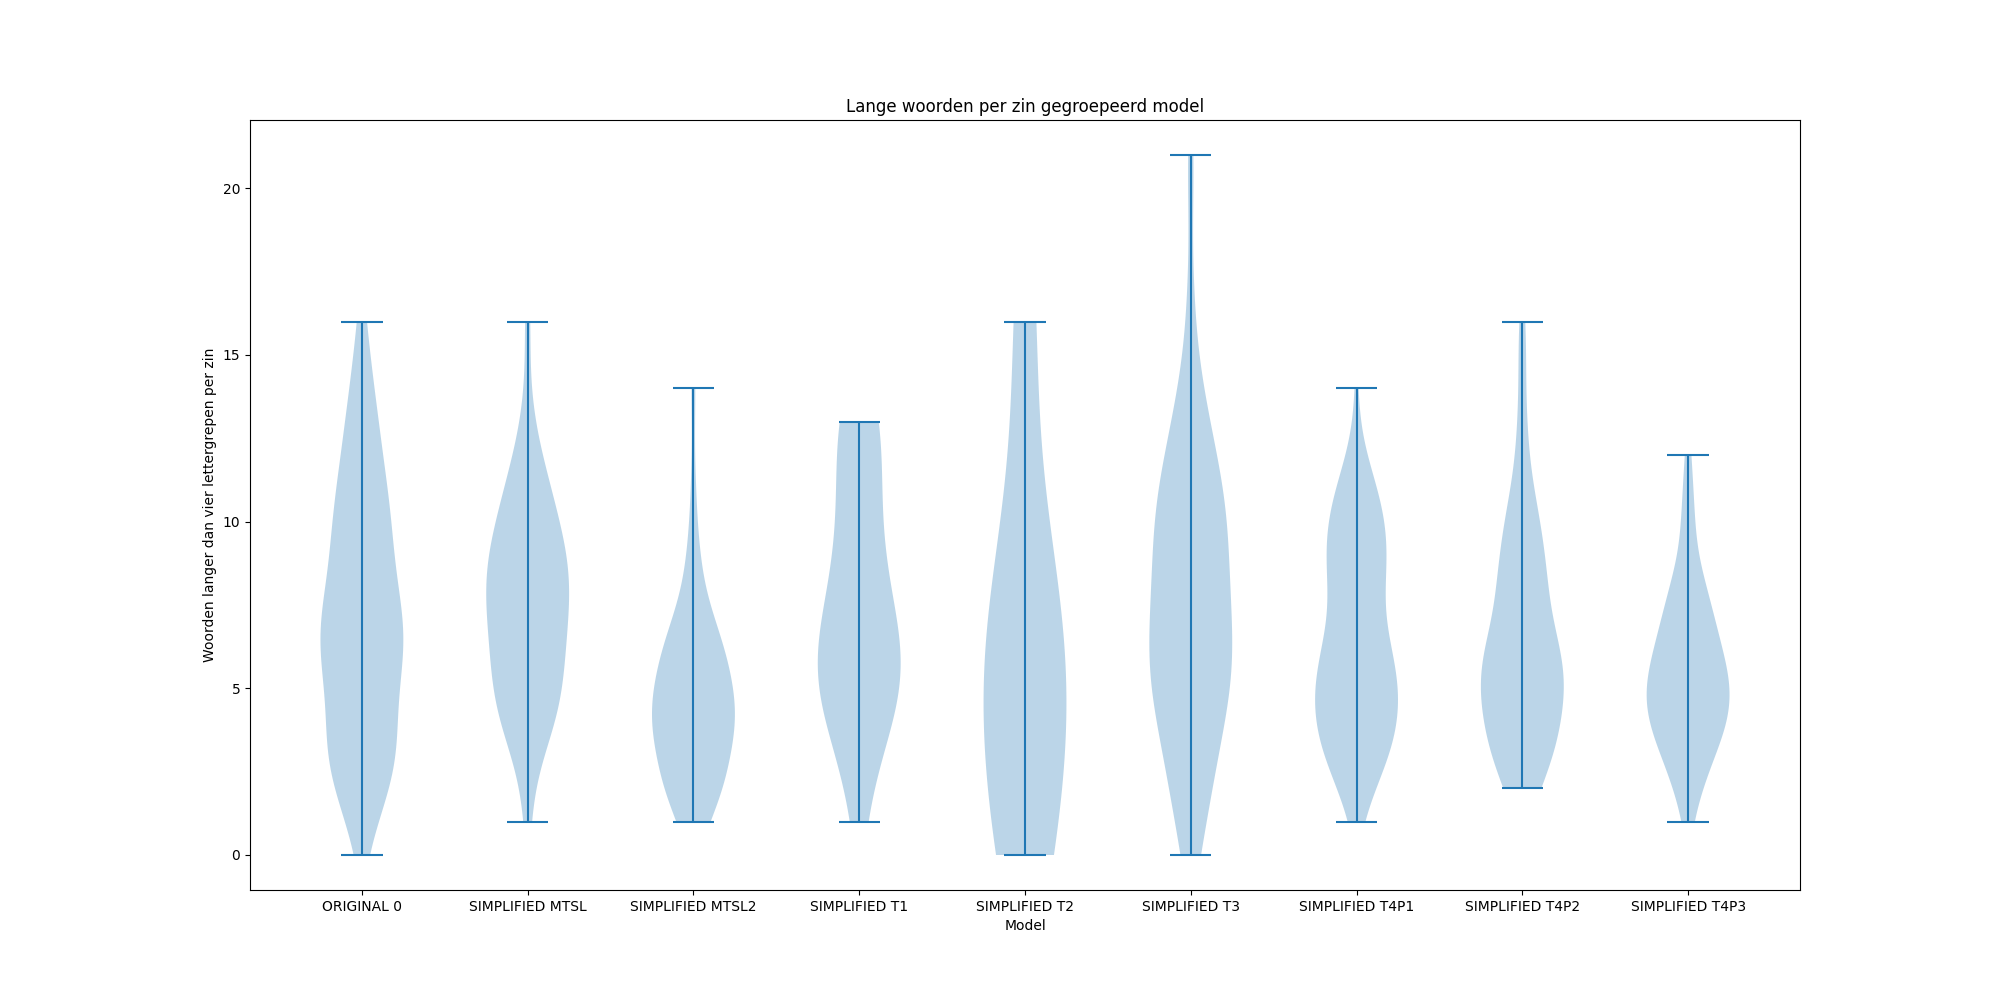 Lange woorden per zin gegroepeerd model
Woorden langer dan vier lettergrepen per zin
20
15
10
5
0
ORIGINAL 0 SIMPLIFIED MTSL SIMPLIFIED MTSL2 SIMPLIFIED T1 SIMPLIFIED T2 SIMPLIFIED T3 SIMPLIFIED T4P1 SIMPLIFIED T4P2 SIMPLIFIED T4P3
Model